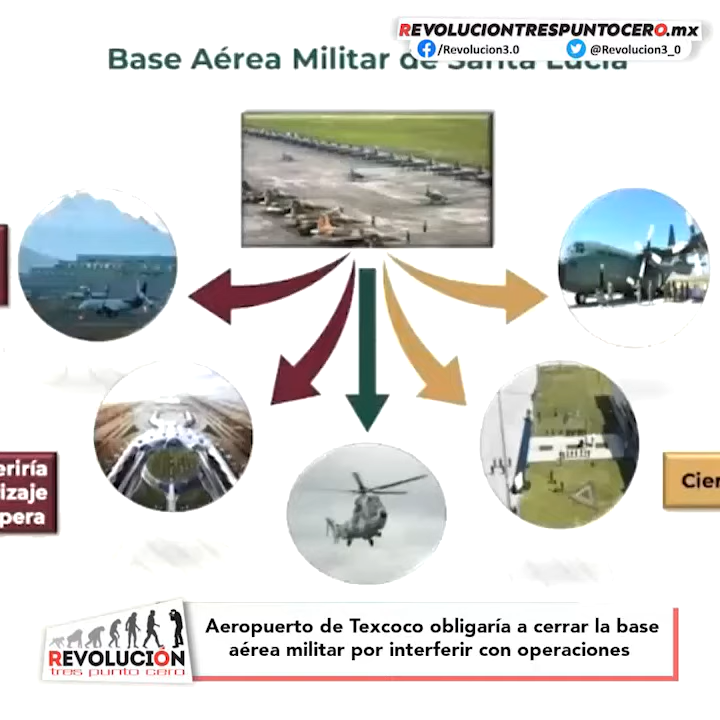 REVOLUCIONTRESPUNTOCERO.mx
/Revolucion3.0
@Revolucion3_0
Base Aérea Militar de Santa Lucía
eriría
izaje
pera
Cier
REVOLUCIÓN
tres punto cero
Aeropuerto de Texcoco obligaría a cerrar la base
aérea militar por interferir con operaciones